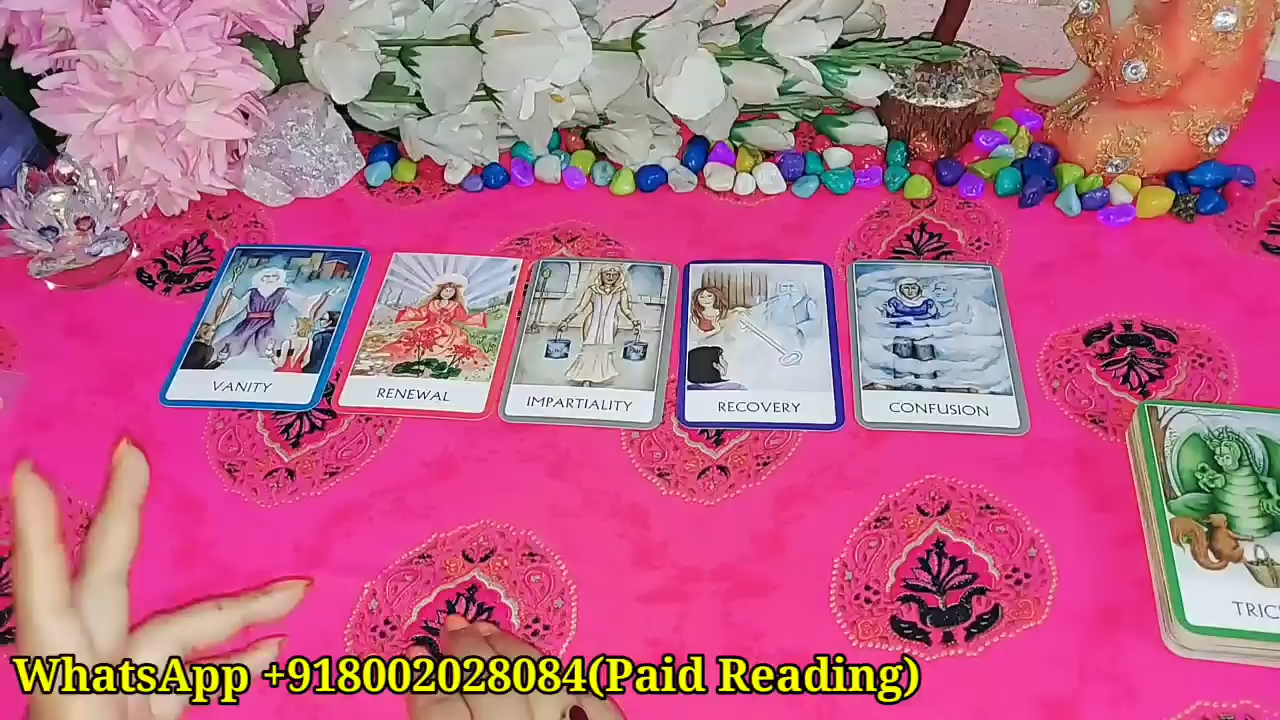 VANITY
RENEWAL
IMPARTIALITY
RECOVERY
CONFUSION
WhatsApp +918002028084(Paid Reading)